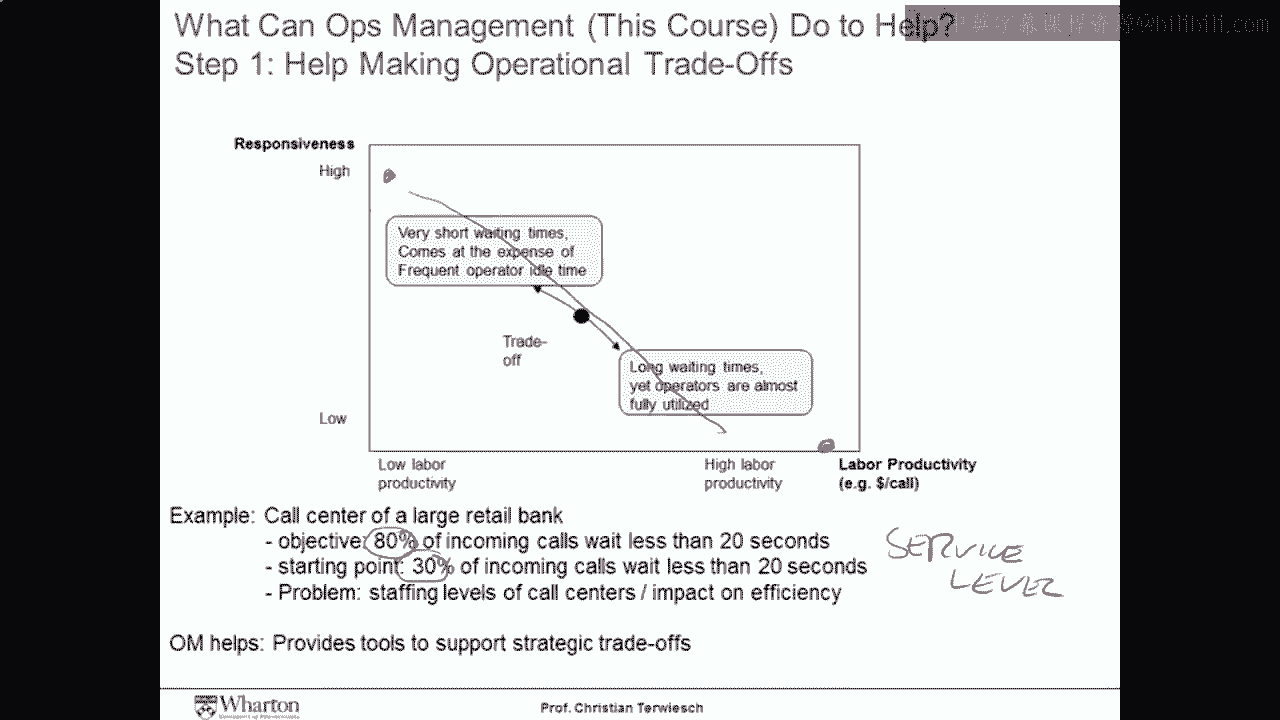 What Can Ops Management (This Course) Do to Help?
Step 1: Help Making Operational Trade-Offs
Responsiveness
High
Very short waiting times,
Comes at the expense of
Frequent operator idle time
Trade-
off
Long waiting times,
yet operators are almost
fully utilized
Low
Low labor
productivity
High labor
productivity
Labor Productivity
(e.g. $/call)
Example: Call center of a large retail bank
- objective: 80% of incoming calls wait less than 20 seconds
- starting point: 30% of incoming calls wait less than 20 seconds
- Problem: staffing levels of call centers / impact on efficiency
SERVICE
LEVEL
OM helps: Provides tools to support strategic trade-offs
Wharton
Prof. Christian Terwiesch